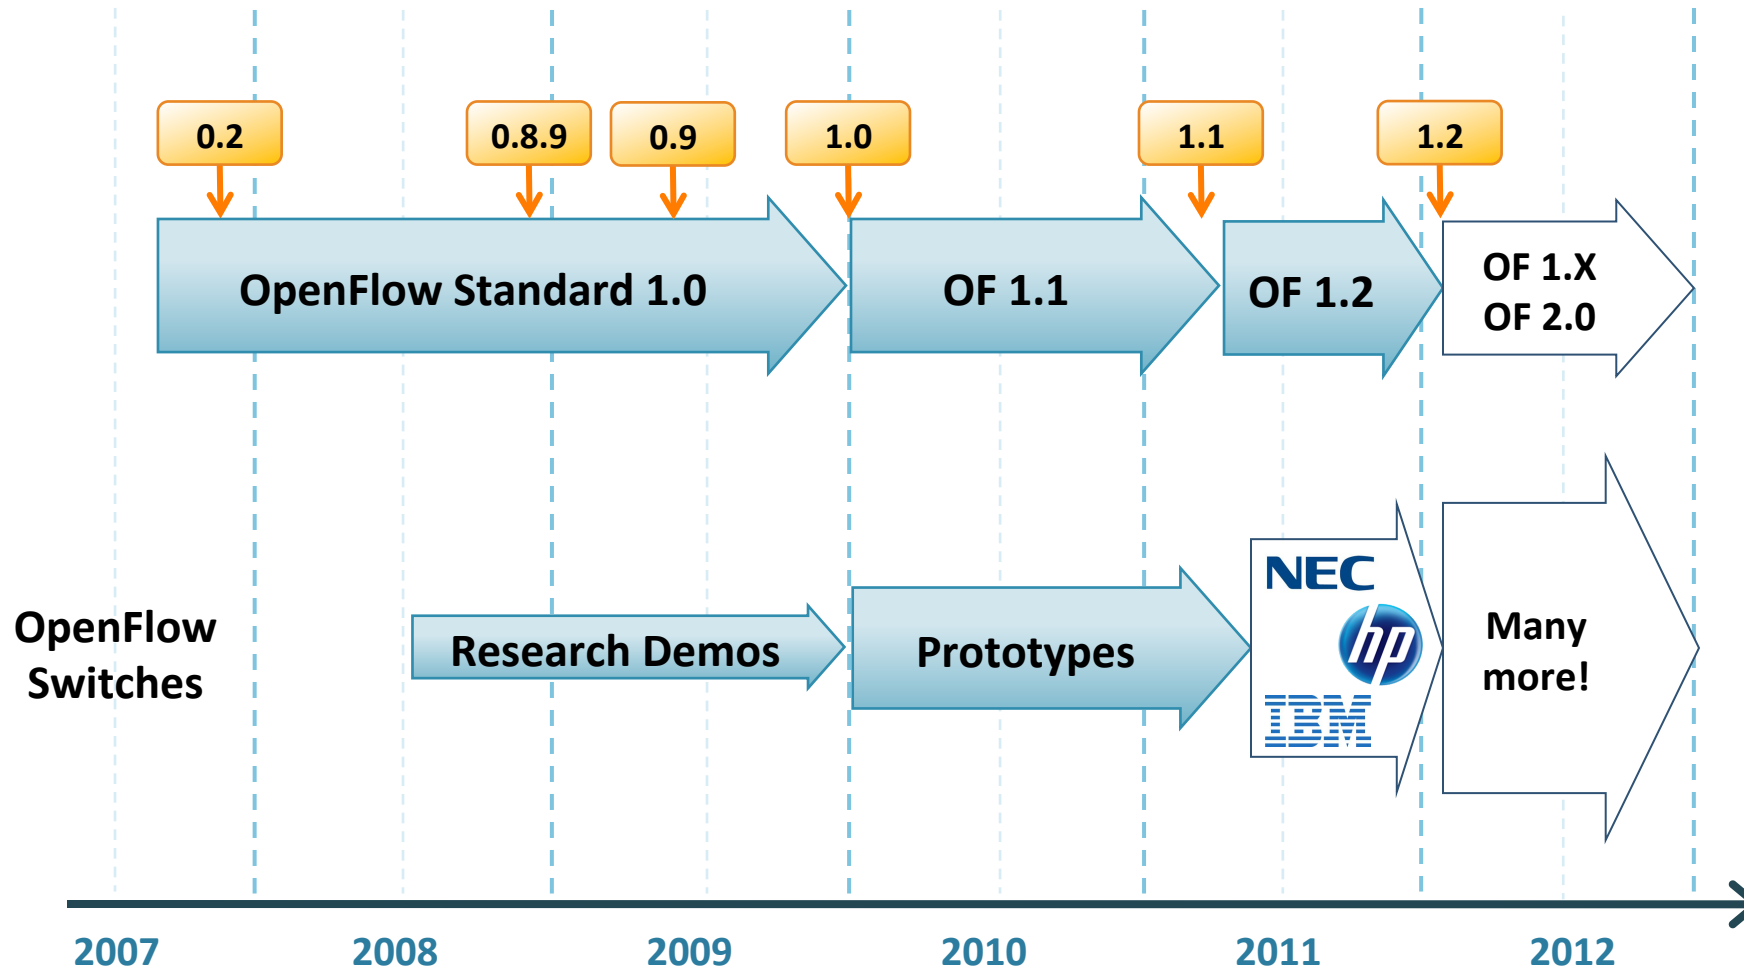 0.2
0.8.9
0.9
1.0
1.1
1.2
OpenFlow Standard 1.0
OF 1.1
OF 1.2
OF 1.X
OF 2.0
OpenFlow
Switches
Research Demos
Prototypes
NEC
hp
IBM
Many
more!
2007
2008
2009
2010
2011
2012